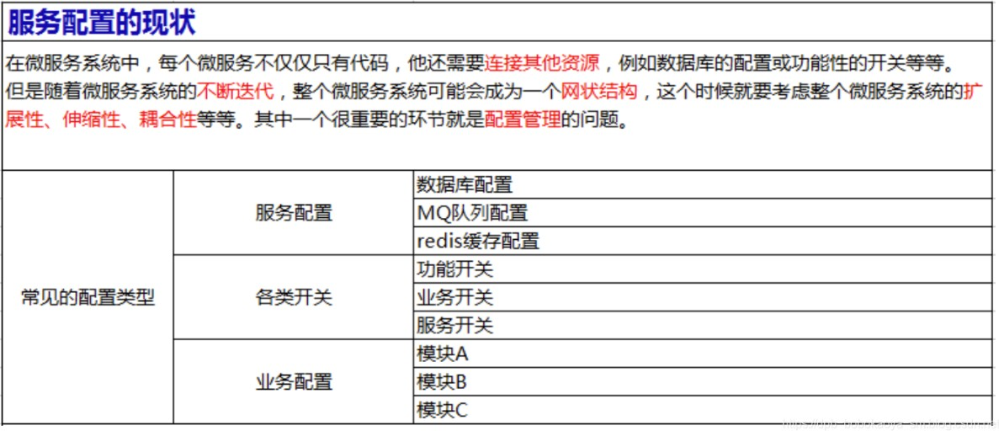 服务配置的现状
在微服务系统中，每个微服务不仅仅只有代码，他还需要连接其他资源，例如数据库的配置或功能性的开关等等。
但是随着微服务系统的不断迭代，整个微服务系统可能会成为一个网状结构，这个时候就要考虑整个微服务系统的扩
展性、伸缩性、耦合性等等。其中一个很重要的环节就是配置管理的问题。
常见的配置类型
服务配置
数据库配置
MQ队列配置
redis缓存配置
各类开关
功能开关
业务开关
服务开关
业务配置
模块A
模块B
模块C